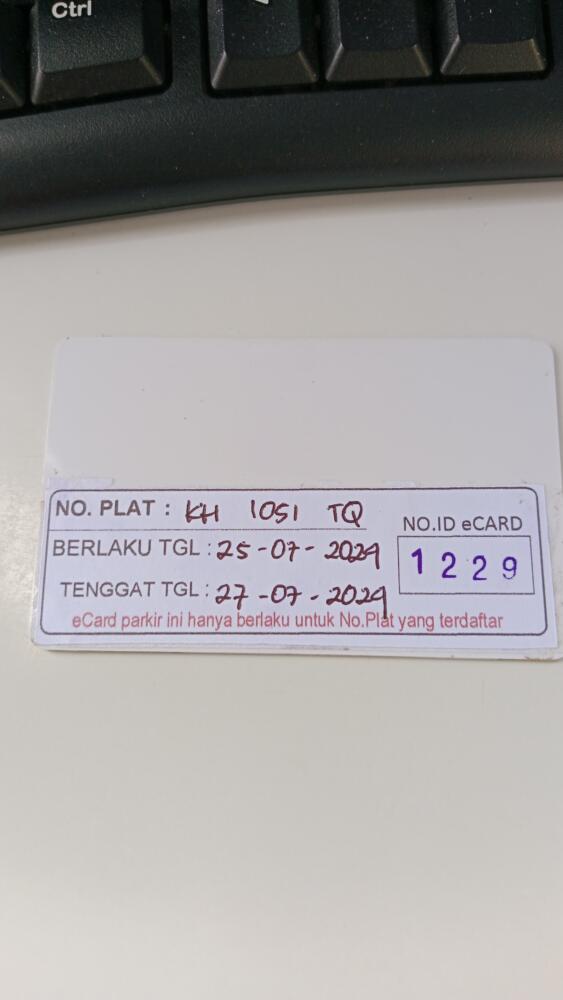 Ctrl
NO. PLAT : KH 1051 TQ
NO.ID eCARD
BERLAKU TGL : 25-07-2024
1229
TENGGAT TGL : 27-07-2024
eCard parkir ini hanya berlaku untuk No.Plat yang terdaftar